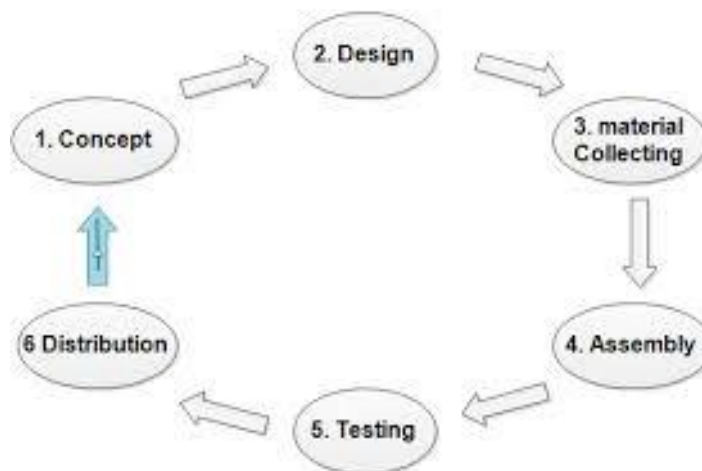 1. Concept
2. Design
3. material
Collecting
4. Assembly
5. Testing
6 Distribution